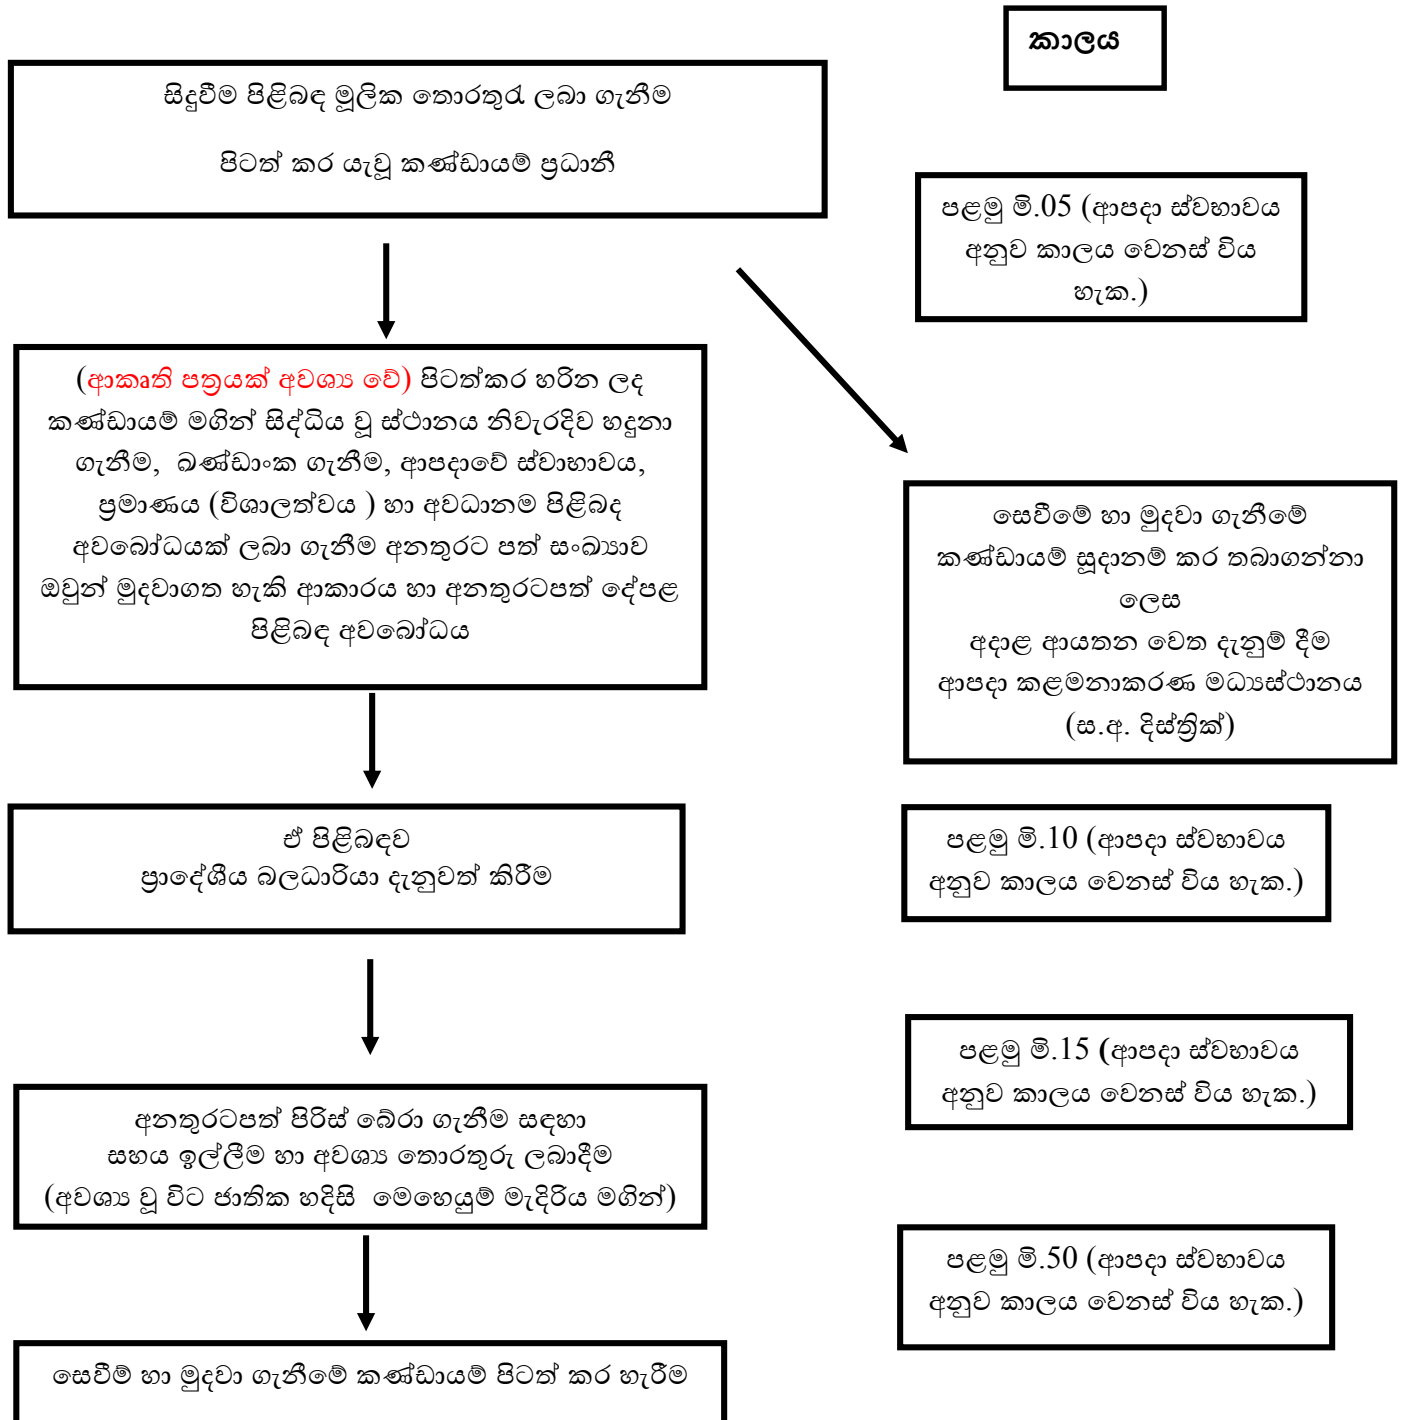 කාලය
සිදුවීම පිළිබඳ මූලික තොරතුරැ ලබා ගැනීම
පිටත් කර යැවූ කණ්ඩායම් ප්‍රධානී
පළමු මි.05 (ආපදා ස්වභාවය
අනුව කාලය වෙනස් විය
හැක.)
(ආකෘති පත්‍රයක් අවශ්‍ය වේ) පිටත්කර හරින ලද
කණ්ඩායම් මගින් සිද්ධිය වූ ස්ථානය නිවැරදිව හදුනා
ගැනීම, ඛණ්ඩාංක ගැනීම, ආපදාවේ ස්වාභාවය,
ප්‍රමාණය (විශාලත්වය ) හා අවධානම පිළිබද
අවබෝධයක් ලබා ගැනීම අනතුරට පත් සංඛ්‍යාව
ඔවුන් මුදවාගත හැකි ආකාරය හා අනතුරටපත් දේපළ
පිළිබඳ අවබෝධය
සෙවීමේ හා මුදවා ගැනීමේ
කණ්ඩායම් සූදානම් කර තබාගන්නා
ලෙස
අදාළ ආයතන වෙත දැනුම් දීම
ආපදා කළමනාකරණ මධ්‍යස්ථානය
(ස.අ. දිස්ත්‍රික්)
ඒ පිළිබඳව
ප්‍රාදේශීය බලධාරියා දැනුවත් කිරීම
පළමු මි.10 (ආපදා ස්වභාවය
අනුව කාලය වෙනස් විය හැක.)
පළමු මි.15 (ආපදා ස්වභාවය
අනුව කාලය වෙනස් විය හැක.)
අනතුරටපත් පිරිස් බේරා ගැනීම සඳහා
සහය ඉල්ලීම හා අවශ්‍ය තොරතුරු ලබාදීම
(අවශ්‍ය වූ විට ජාතික හදිසි මෙහෙයුම් මැදිරිය මගින්)
පළමු මි.50 (ආපදා ස්වභාවය
අනුව කාලය වෙනස් විය හැක.)
සෙවීම් හා මුදවා ගැනීමේ කණ්ඩායම් පිටත් කර හැරීම